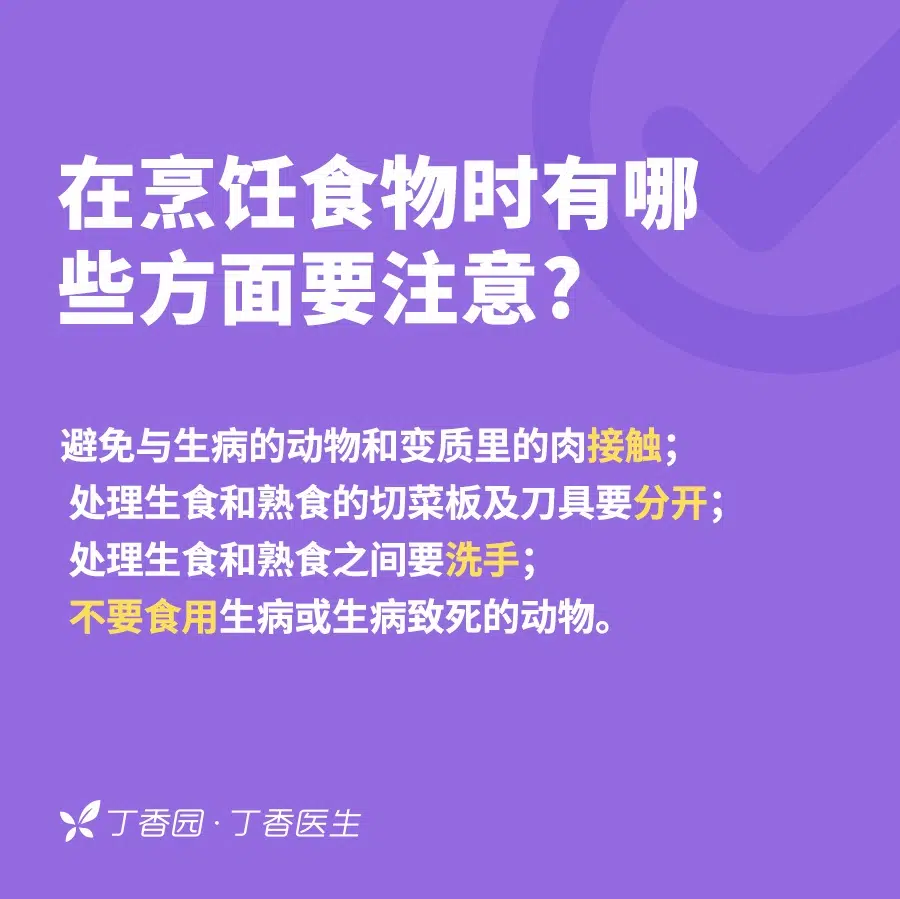 在烹饪食物时有哪
些方面要注意?
避免与生病的动物和变质里的肉接触;
处理生食和熟食的切菜板及刀具要分开;
处理生食和熟食之间要洗手;
不要食用生病或生病致死的动物。
丁香园·丁香医生